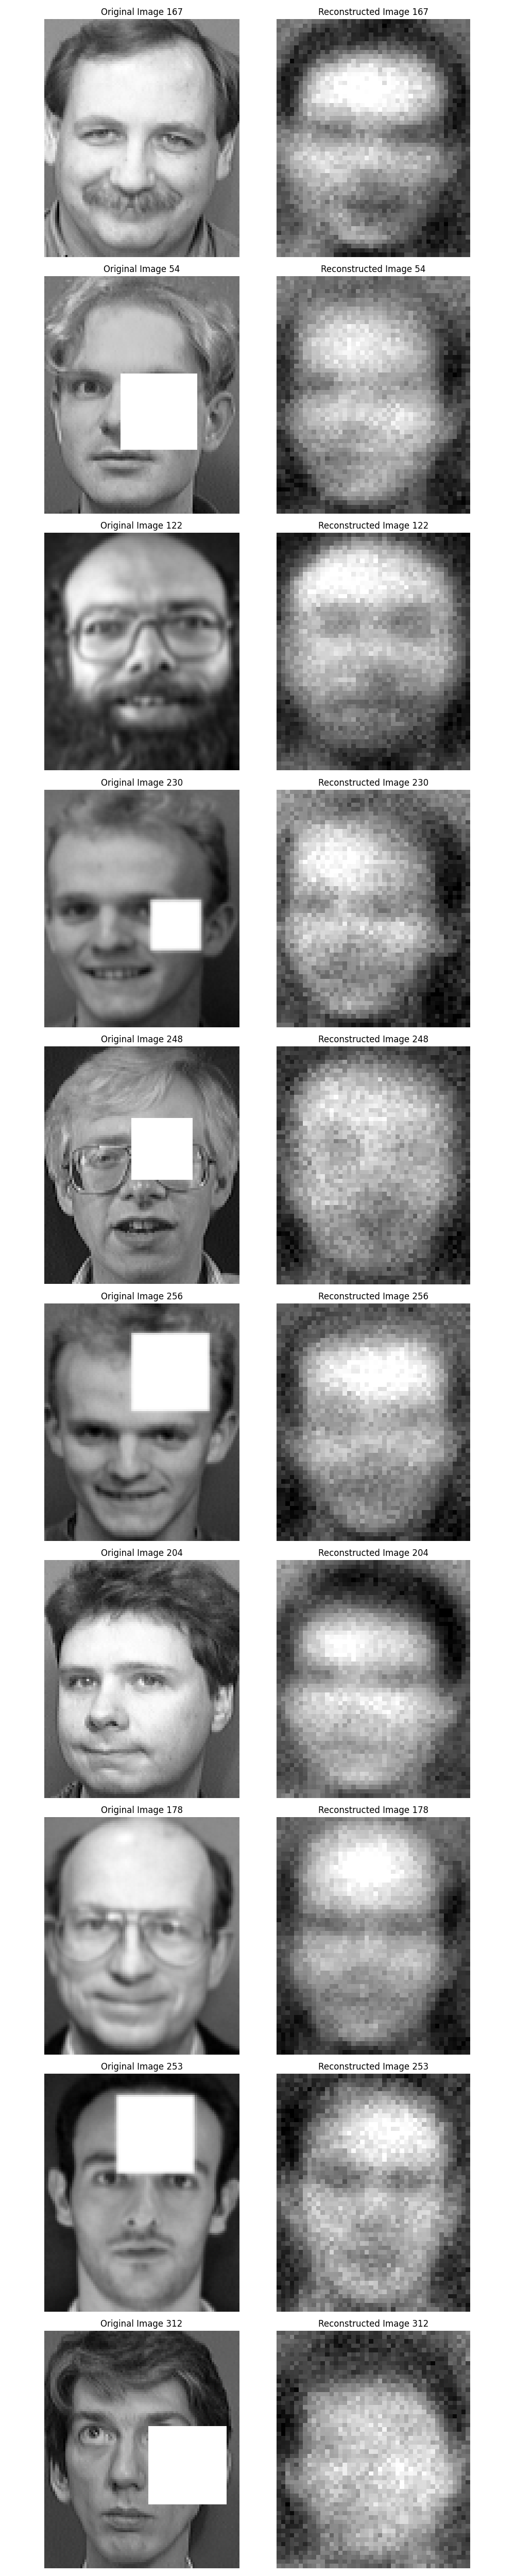 Original Image 167
Reconstructed Image 167
Original Image 54
Reconstructed Image 54
Original Image 122
Reconstructed Image 122
Original Image 230
Reconstructed Image 230
Original Image 248
Reconstructed Image 248
Original Image 256
Reconstructed Image 256
Original Image 204
Reconstructed Image 204
Original Image 178
Reconstructed Image 178
Original Image 253
Reconstructed Image 253
Original Image 312
Reconstructed Image 312